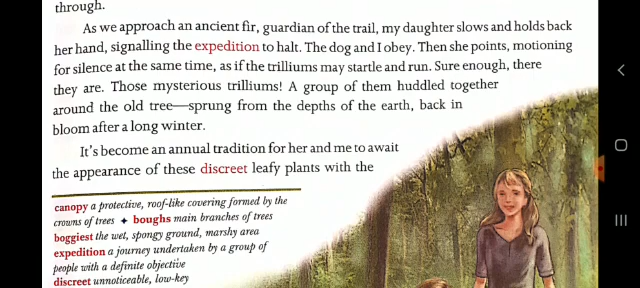 through.
As we approach an ancient fir, guardian of the trail, my daughter slows and holds back
her hand, signalling the expedition to halt. The dog and I obey. Then she points, motioning
for silence at the same time, as if the trilliums may startle and run. Sure enough, there
they are. Those mysterious trilliums! A group of them huddled together
around the old tree—sprung from the depths of the earth, back in
bloom after a long winter.
It's become an annual tradition for her and me to await
the appearance of these discreet leafy plants with the
canopy a protective, roof-like covering formed by the
crowns of trees ✦ boughs main branches of trees
boggiest the wet, spongy ground, marshy area
expedition a journey undertaken by a group of
people with a definite objective
discreet unnoticeable, low-key